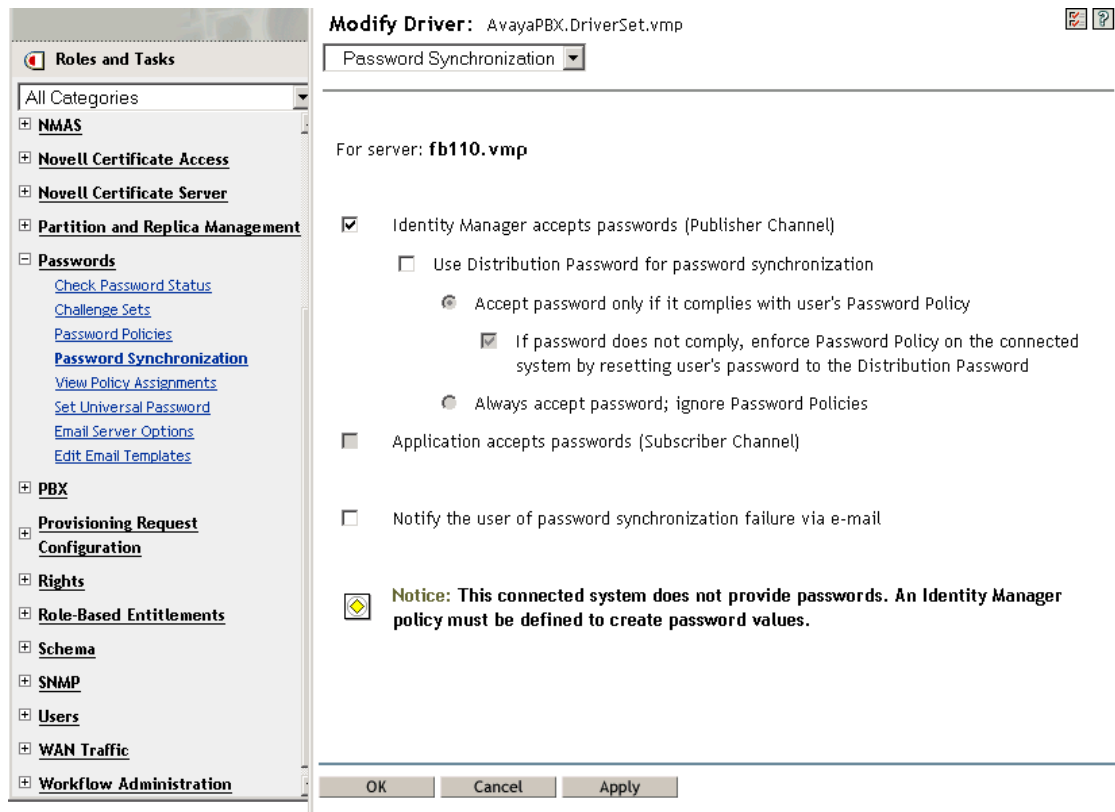 Roles and Tasks
All Categories
NMAS
Novell Certificate Access
Novell Certificate Server
Partition and Replica Management
Passwords
Check Password Status
Challenge Sets
Password Policies
Password Synchronization
View Policy Assignments
Set Universal Password
Email Server Options
Edit Email Templates
PBX
Provisioning Request
Configuration
Rights
Role-Based Entitlements
Schema
SNMP
Users
WAN Traffic
Workflow Administration
Modify Driver: AvayaPBX.DriverSet.vmp
?
Password Synchronization
For server: fb110.vmp
Identity Manager accepts passwords (Publisher Channel)
Use Distribution Password for password synchronization
Accept password only if it complies with user's Password Policy
If password does not comply, enforce Password Policy on the connected
system by resetting user's password to the Distribution Password
Always accept password; ignore Password Policies
Application accepts passwords (Subscriber Channel)
Notify the user of password synchronization failure via e-mail
Notice: This connected system does not provide passwords. An Identity Manager
policy must be defined to create password values.
OK Cancel Apply